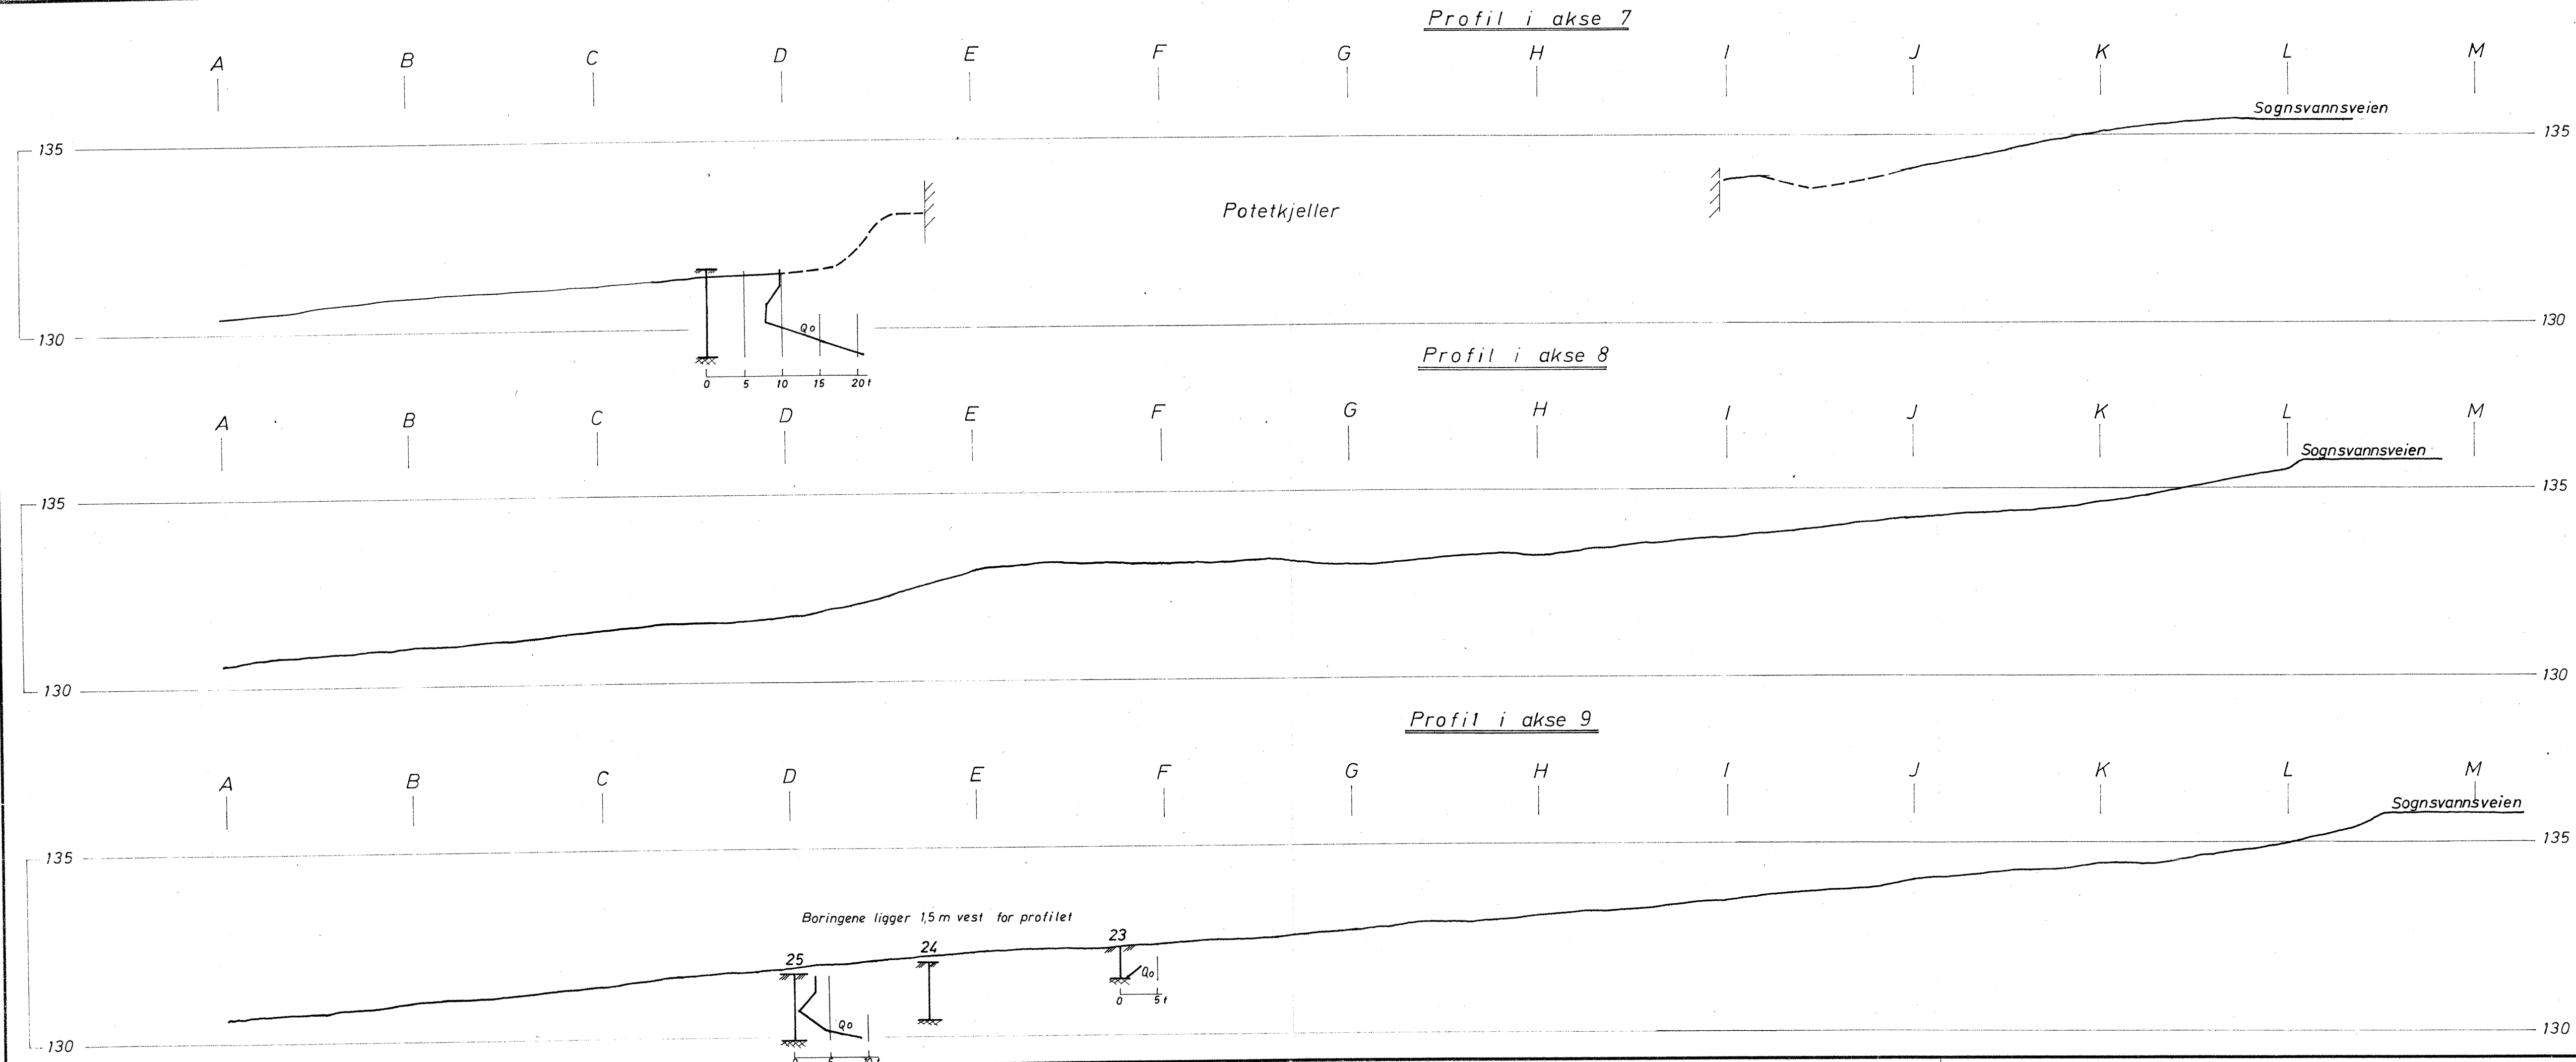 Profil i akse 7
A B C D E F G H I J K L M
Sognsvannsveien
135 135
Potetkjeller
130 Qo 130
0 5 10 15 20 t
Profil i akse 8
A B C D E F G H I J K L M
Sognsvannsveien
135 135
130 130
Profil i akse 9
A B C D E F G H I J K L M
Sognsvannsveien
135 135
Boringene ligger 1,5 m vest for profilet
25 24 23
Qo
0 5 t
Qo
130 130